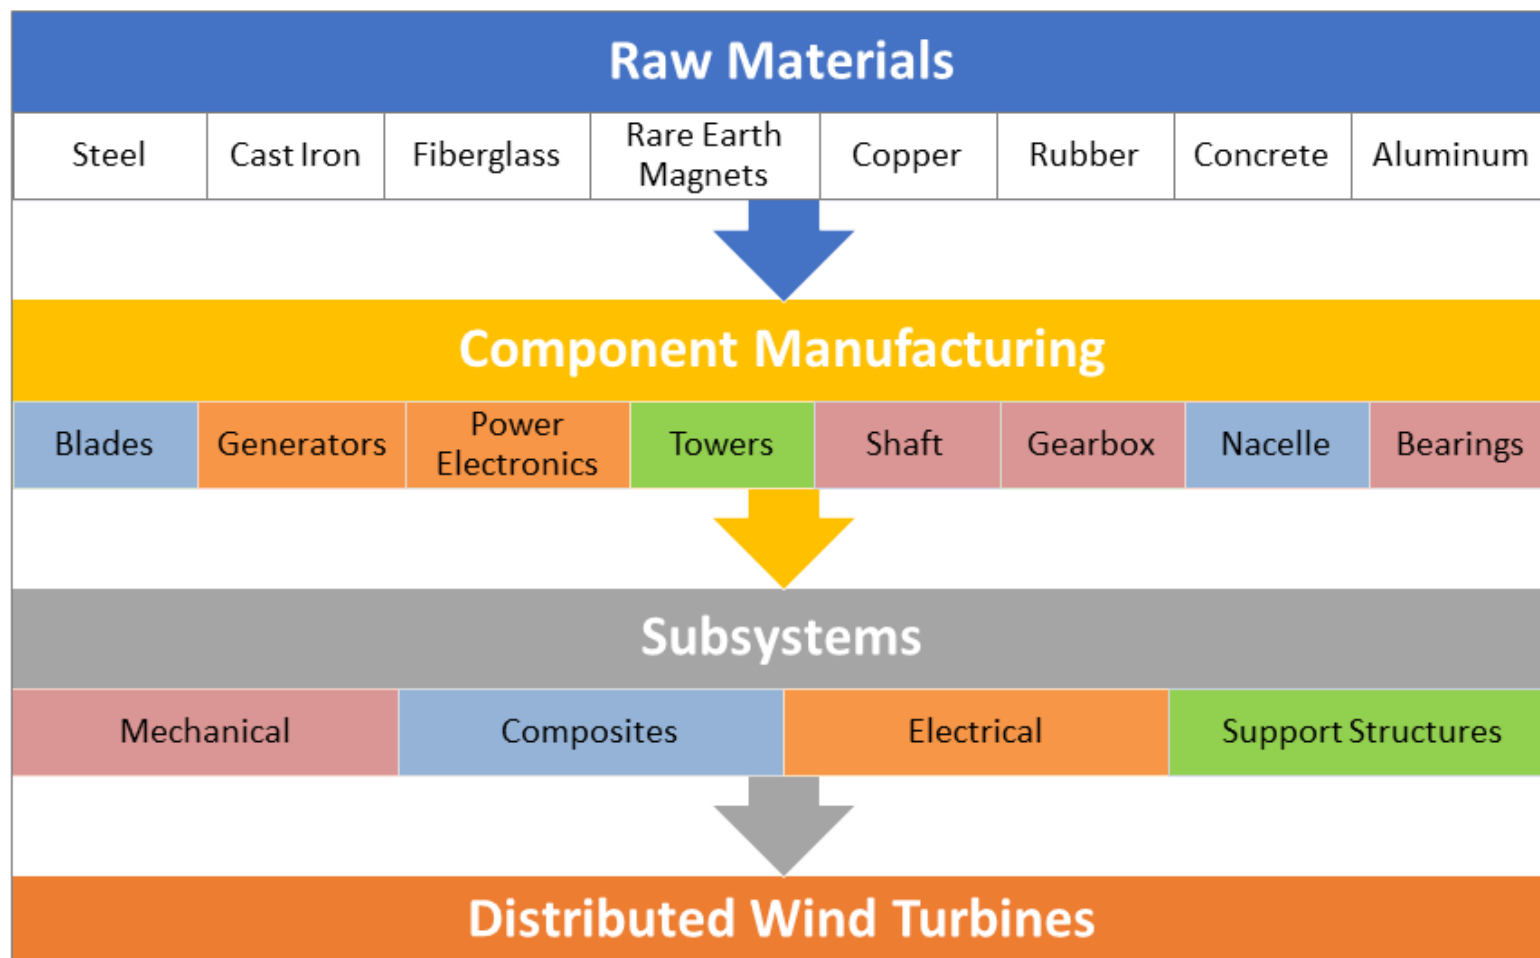 Raw Materials
Steel
Cast Iron
Fiberglass
Rare Earth
Magnets
Copper
Rubber
Concrete
Aluminum
Component Manufacturing
Blades
Generators
Power
Electronics
Towers
Shaft
Gearbox
Nacelle
Bearings
Subsystems
Mechanical
Composites
Electrical
Support Structures
Distributed Wind Turbines